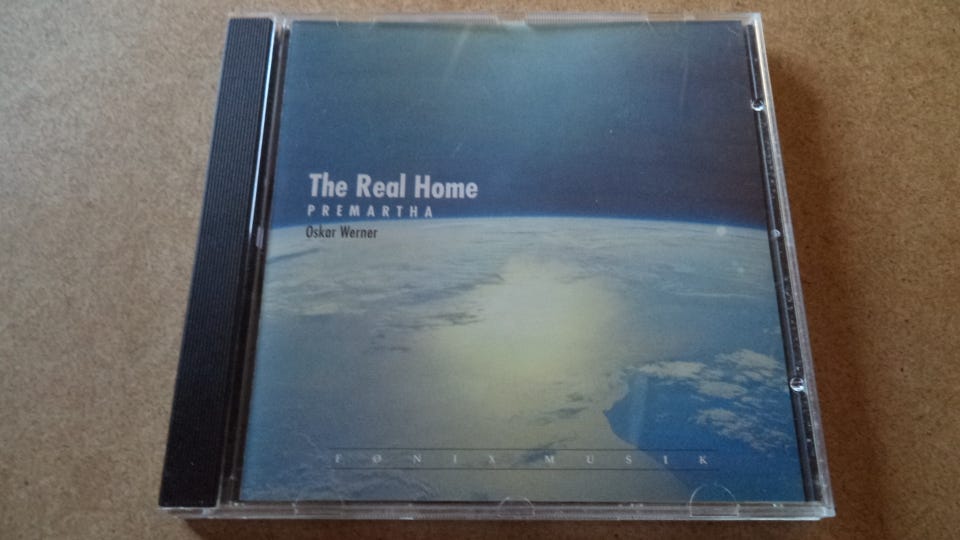 The Real Home
PREMARTHA
Oskar Werner
FØNIX MUSIK